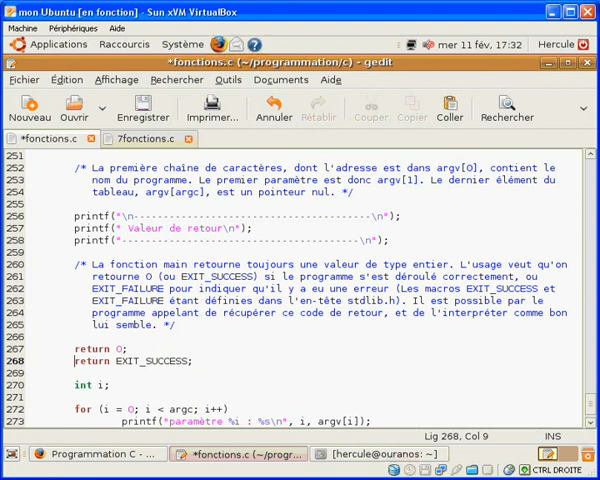 mon Ubuntu [en fonction] - Sun xVM VirtualBox
Machine Périphériques Aide
Applications Raccourcis Système mer 11 fév, 17:32 Hercule
*fonctions.c (~/programmation/c) - gedit
Fichier Édition Affichage Rechercher Outils Documents Aide
Nouveau Ouvrir Enregistrer Imprimer... Annuler Rétablir Couper Copier Coller Rechercher
*fonctions.c 7fonctions.c
251
252 /* La première chaîne de caractères, dont l'adresse est dans argv[0], contient le
253 nom du programme. Le premier paramètre est donc argv[1]. Le dernier élément du
254 tableau, argv[argc], est un pointeur nul. */
255
256 printf("\n---------------------------------------\n");
257 printf(" Valeur de retour\n");
258 printf("---------------------------------------\n");
259
260 /* La fonction main retourne toujours une valeur de type entier. L'usage veut qu'on
261 retourne 0 (ou EXIT_SUCCESS) si le programme s'est déroulé correctement, ou
262 EXIT_FAILURE pour indiquer qu'il y a eu une erreur (Les macros EXIT_SUCCESS et
263 EXIT_FAILURE étant définies dans l'en-tête stdlib.h). Il est possible par le
264 programme appelant de récupérer ce code de retour, et de l'interpréter comme bon
265 lui semble. */
266
267 return 0;
268 return EXIT_SUCCESS;
269
270 int i;
271
272 for (i = 0; i < argc; i++)
273 printf("paramètre %i : %s\n", i, argv[i]);
Lig 268, Col 9 INS
Programmation C - ... *fonctions.c (~/progr... [hercule@ouranos: ~]
CTRL DROITE